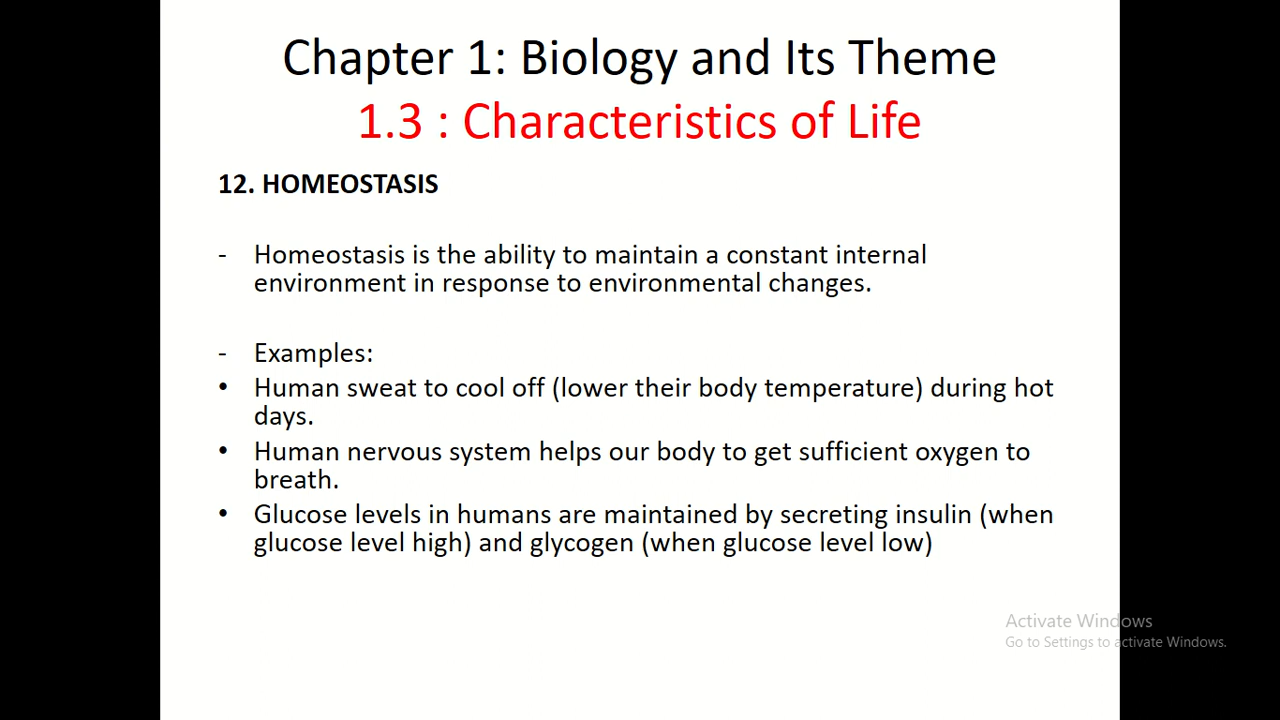 Chapter 1: Biology and Its Theme
1.3 : Characteristics of Life
12. HOMEOSTASIS
- Homeostasis is the ability to maintain a constant internal
environment in response to environmental changes.
- Examples:
• Human sweat to cool off (lower their body temperature) during hot
days.
• Human nervous system helps our body to get sufficient oxygen to
breath.
• Glucose levels in humans are maintained by secreting insulin (when
glucose level high) and glycogen (when glucose level low)
Activate Windows
Go to Settings to activate Windows.